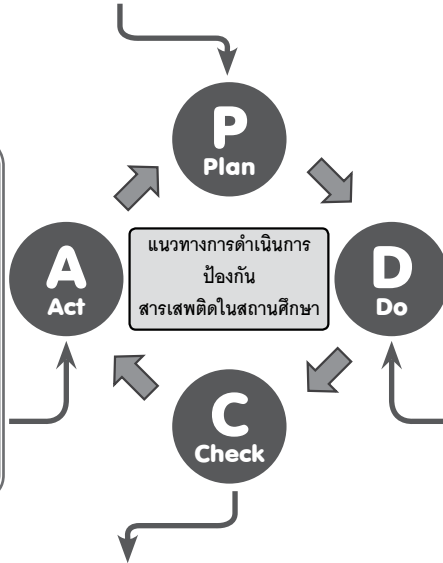 P
Plan
A
Act
แนวทางการดำเนินการ
ป้องกัน
สารเสพติดในสถานศึกษา
D
Do
C
Check